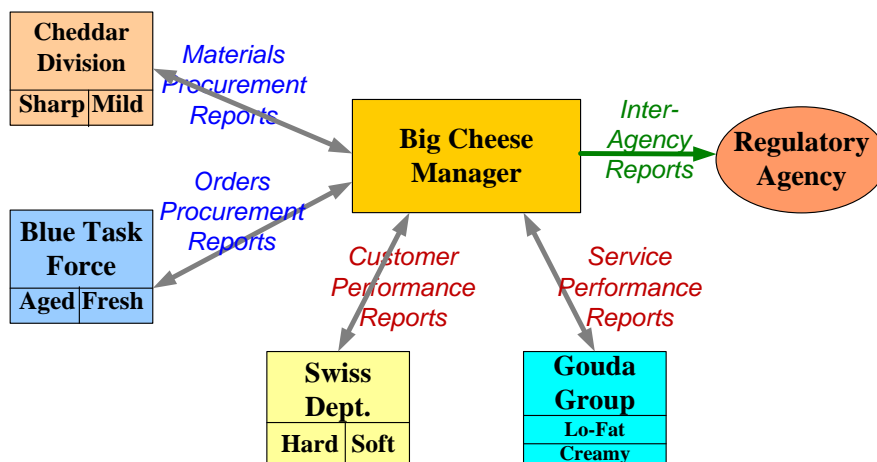 Cheddar
Division
Sharp Mild
Materials
Procurement
Reports
Big Cheese
Manager
Inter-
Agency
Reports
Regulatory
Agency
Orders
Procurement
Reports
Blue Task
Force
Aged Fresh
Customer
Performance
Reports
Service
Performance
Reports
Swiss
Dept.
Hard Soft
Gouda
Group
Lo-Fat
Creamy